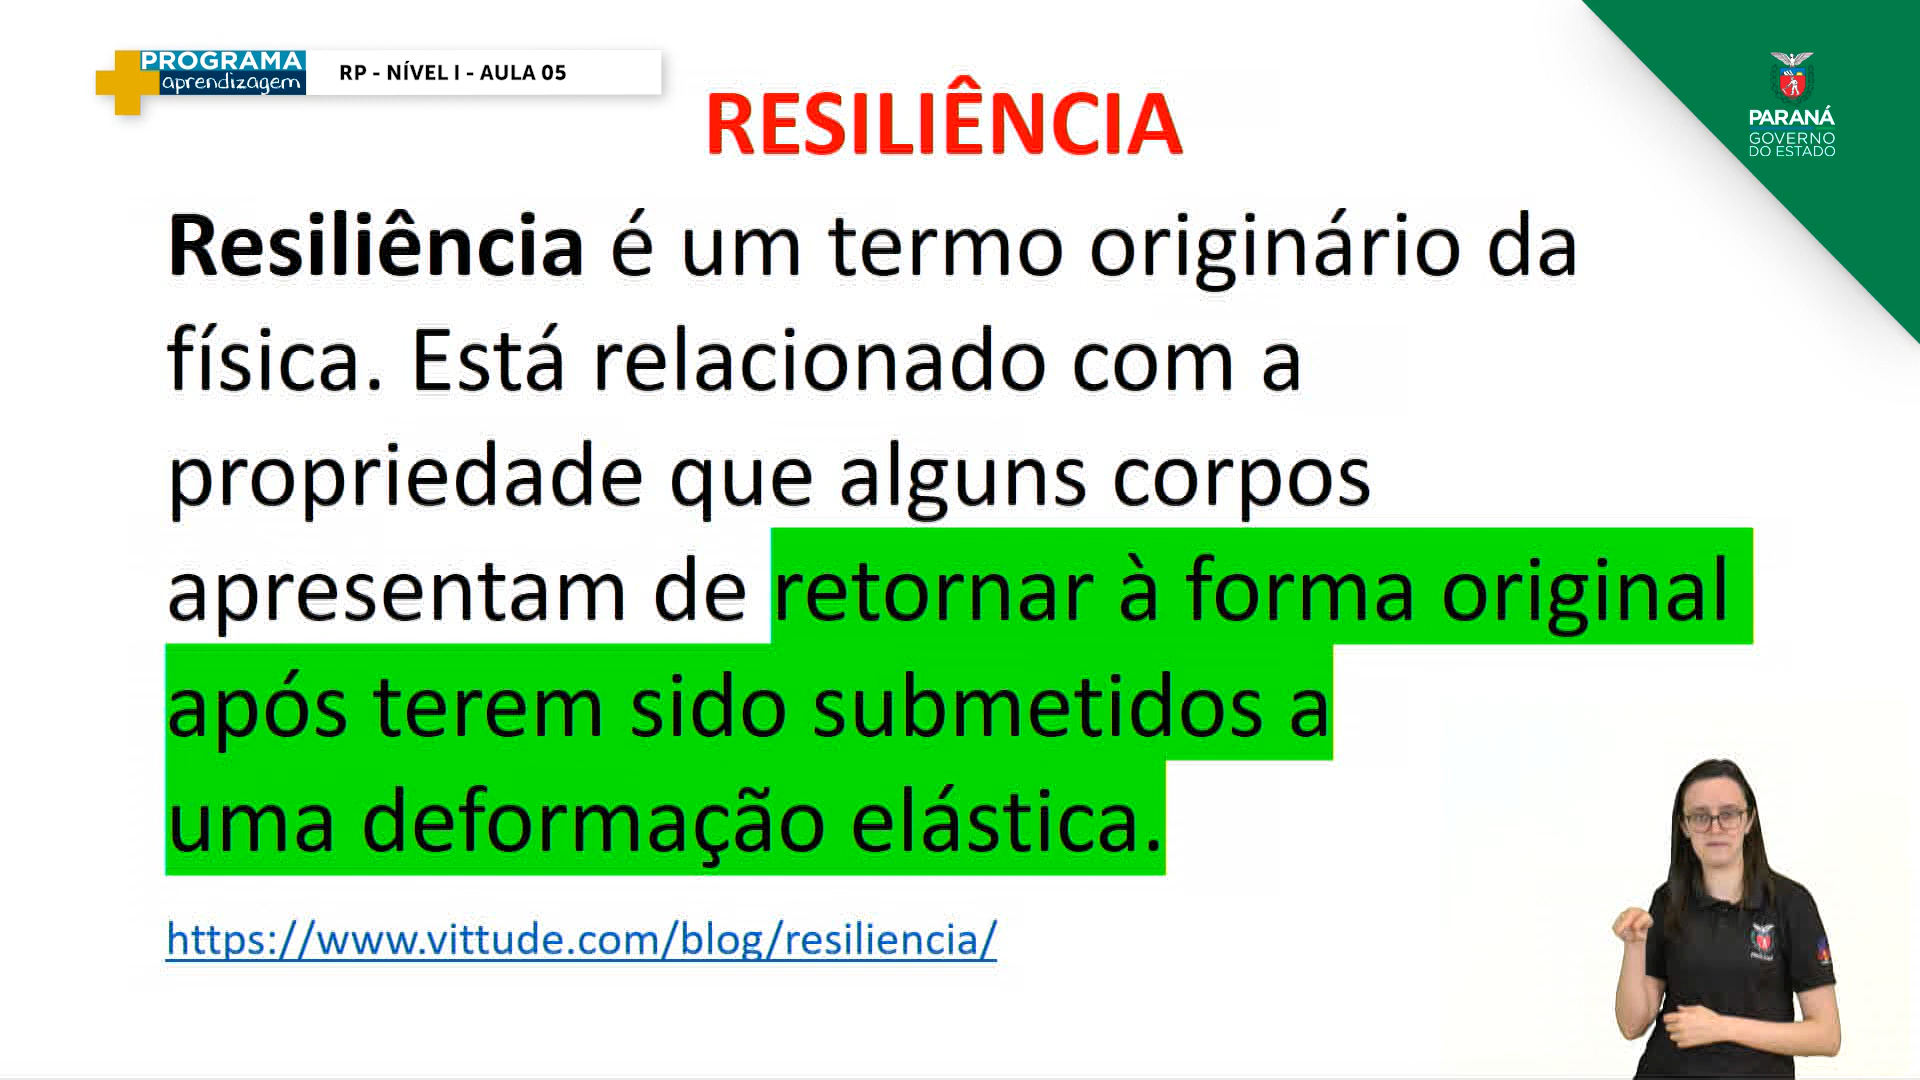 PROGRAMA
aprendizagem
RP - NÍVEL I - AULA 05
PARANÁ
GOVERNO
DO ESTADO
RESILIÊNCIA
Resiliência é um termo originário da
física. Está relacionado com a
propriedade que alguns corpos
apresentam de retornar à forma original
após terem sido submetidos a
uma deformação elástica.
https://www.vittude.com/blog/resiliencia/